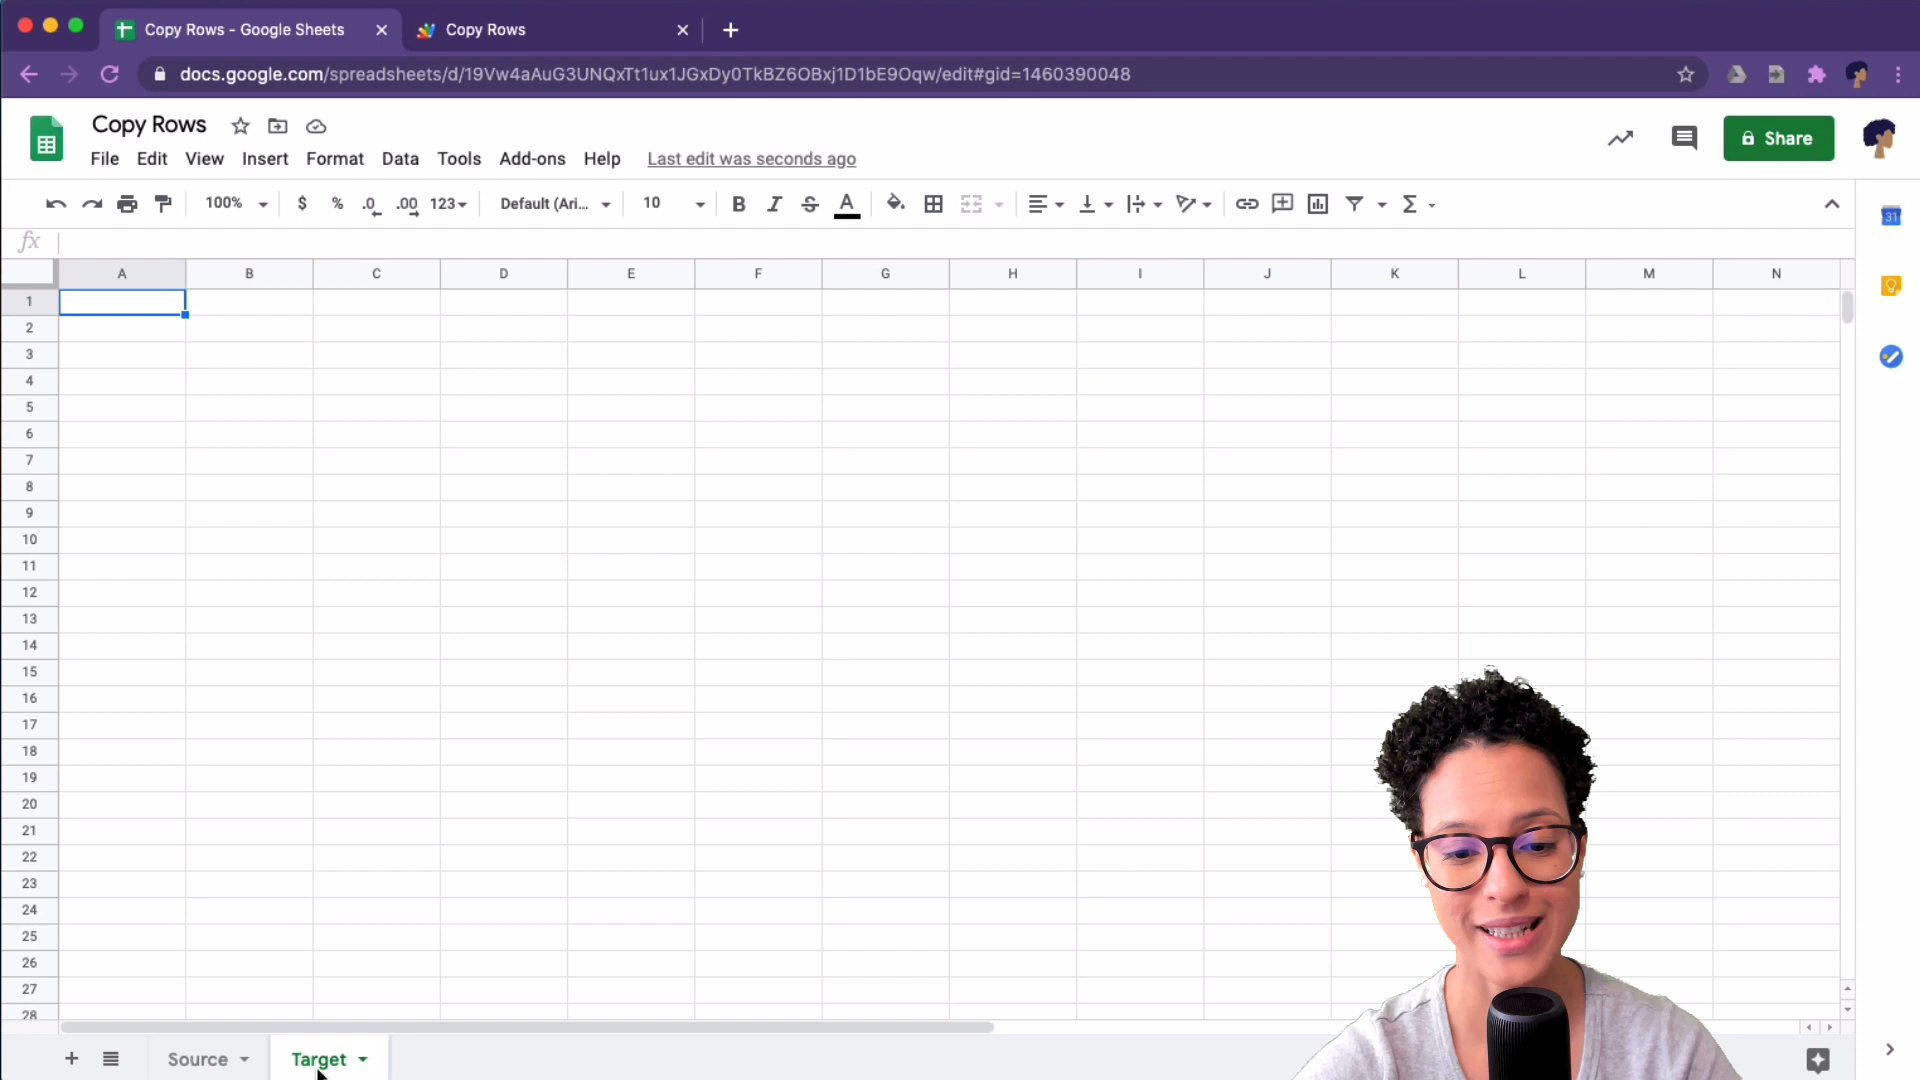 Copy Rows - Google Sheets
Copy Rows
docs.google.com/spreadsheets/d/19Vw4aAuG3UNQxTt1ux1JGxDy0TkBZ6OBxj1D1bE9Oqw/edit#gid=1460390048
Copy Rows
File Edit View Insert Format Data Tools Add-ons Help Last edit was seconds ago
Share
100% $ % .0 .00 123 Default (Ari... 10 B I S A Σ
31
fx
A B C D E F G H I J K L M N
1
2
3
4
5
6
7
8
9
10
11
12
13
14
15
16
17
18
19
20
21
22
23
24
25
26
27
28
Source Target